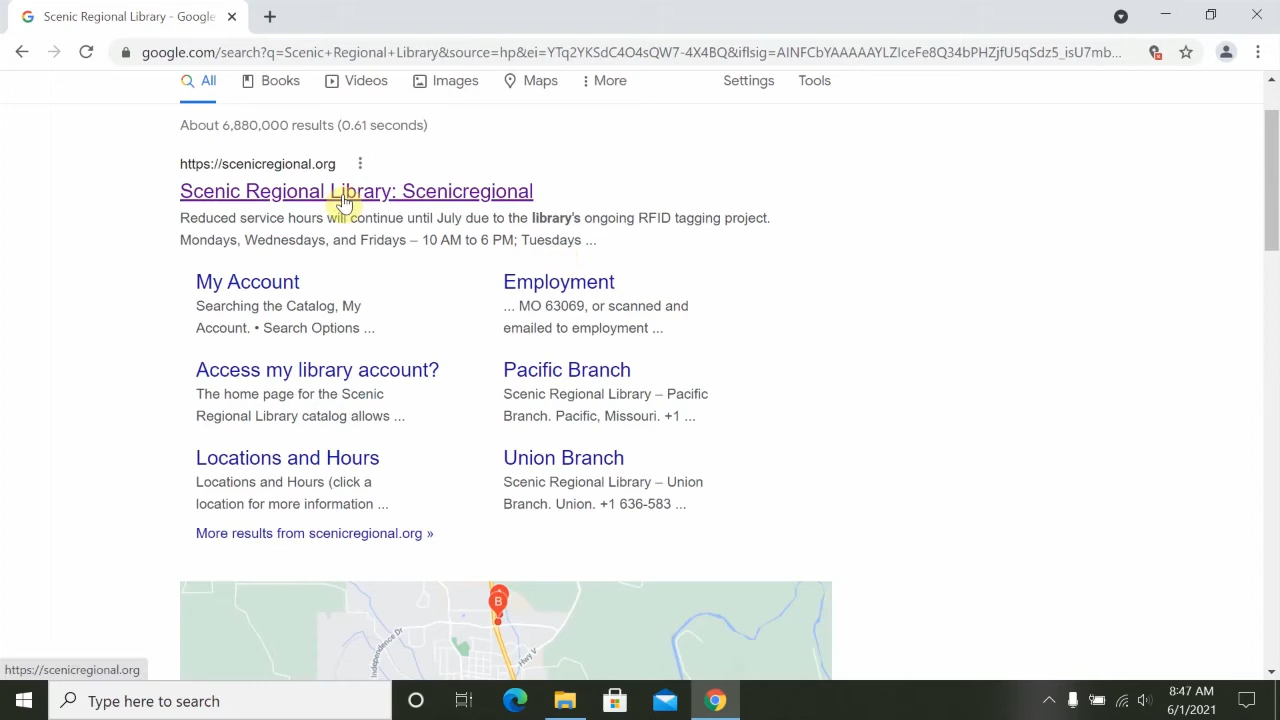 Scenic Regional Library - Google
google.com/search?q=Scenic+Regional+Library&source=hp&ei=YTq2YKSdC4O4sQW7-4X4BQ&iflsig=AINFCbYAAAAAYLZIceFe8Q34bPHZjfU5qSdz5_isU7mb...
All Books Videos Images Maps More Settings Tools
About 6,880,000 results (0.61 seconds)
https://scenicregional.org
Scenic Regional Library: Scenicregional
Reduced service hours will continue until July due to the library's ongoing RFID tagging project.
Mondays, Wednesdays, and Fridays – 10 AM to 6 PM; Tuesdays ...
My Account
Searching the Catalog, My
Account. • Search Options ...
Employment
... MO 63069, or scanned and
emailed to employment ...
Access my library account?
The home page for the Scenic
Regional Library catalog allows ...
Pacific Branch
Scenic Regional Library – Pacific
Branch. Pacific, Missouri. +1 ...
Locations and Hours
Locations and Hours (click a
location for more information ...
Union Branch
Scenic Regional Library – Union
Branch. Union. +1 636-583 ...
More results from scenicregional.org »
B
Independence Dr
Hwy V
https://scenicregional.org
Type here to search
8:47 AM
6/1/2021